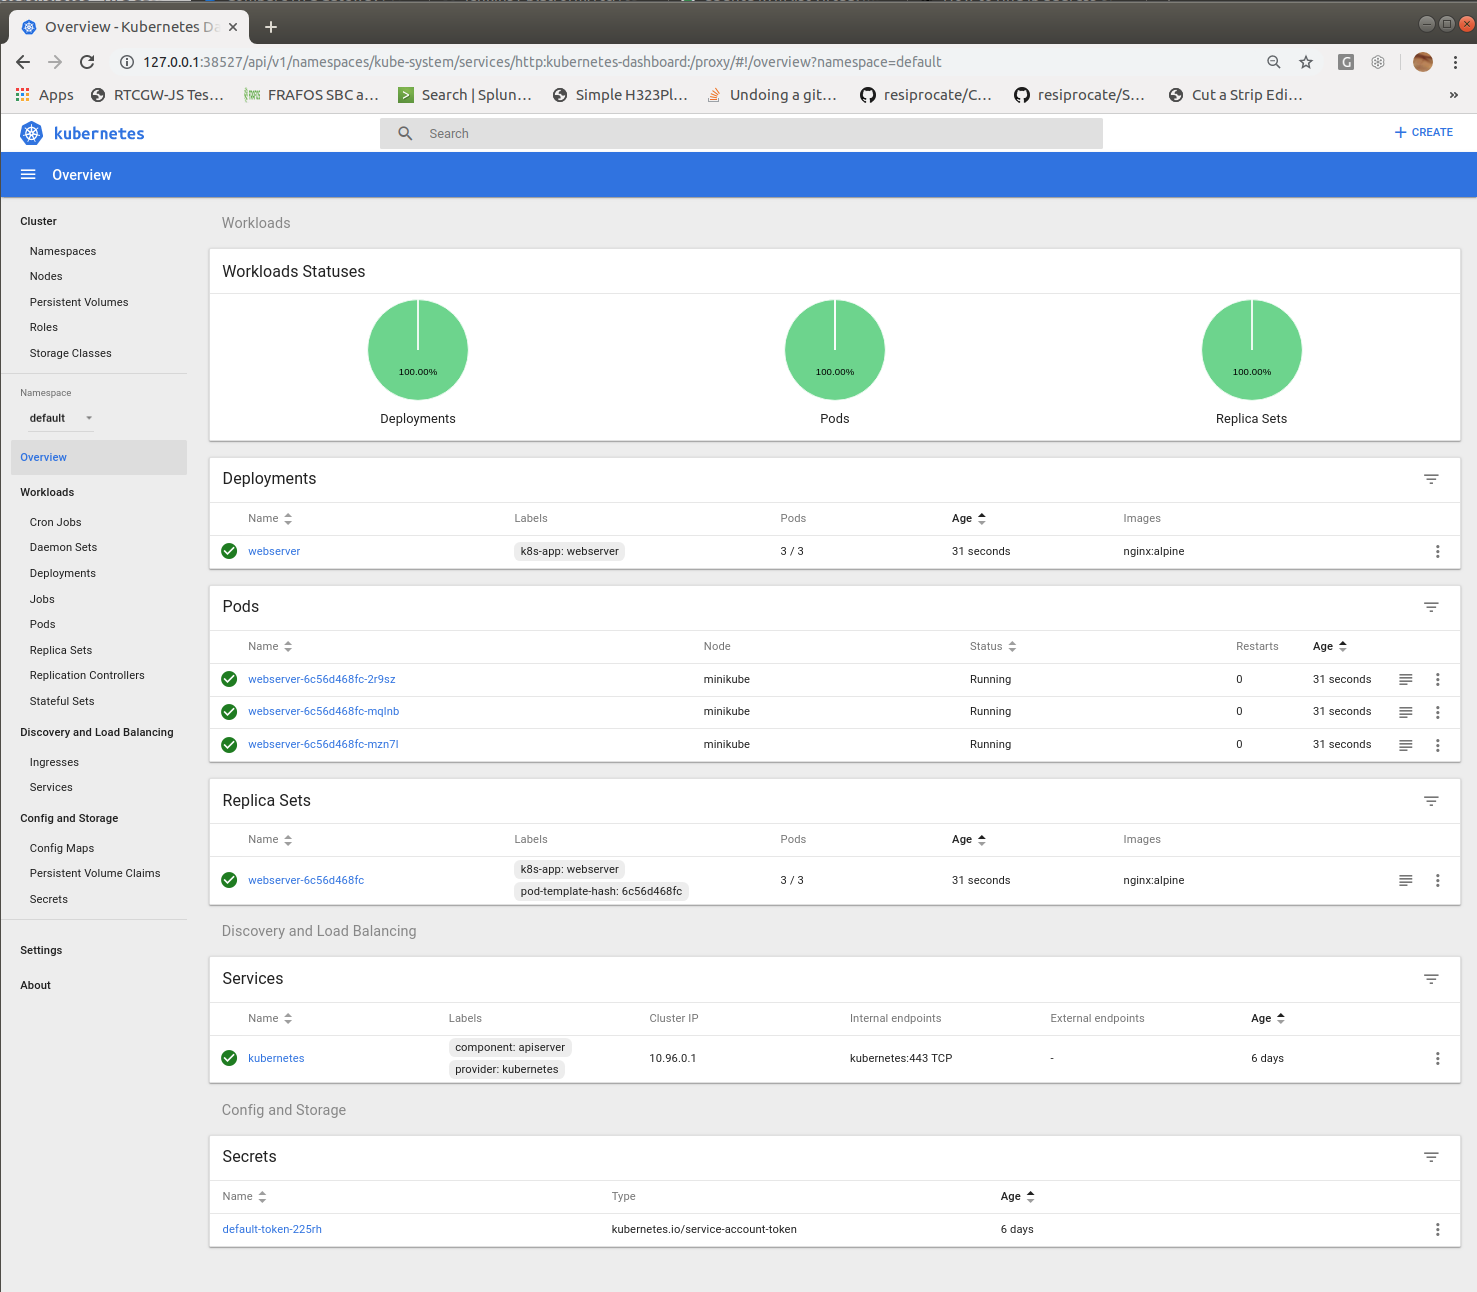 Overview - Kubernetes Da
127.0.0.1:38527/api/v1/namespaces/kube-system/services/http:kubernetes-dashboard:/proxy/#!/overview?namespace=default
Apps RTCGW-JS Tes... FRAFOS SBC a... Search | Splun... Simple H323Pl... Undoing a git... resiprocate/C... resiprocate/S... Cut a Strip Edi... »
kubernetes
Search
+ CREATE
Overview
Cluster
Namespaces
Nodes
Persistent Volumes
Roles
Storage Classes
Namespace
default
Overview
Workloads
Cron Jobs
Daemon Sets
Deployments
Jobs
Pods
Replica Sets
Replication Controllers
Stateful Sets
Discovery and Load Balancing
Ingresses
Services
Config and Storage
Config Maps
Persistent Volume Claims
Secrets
Settings
About
Workloads
Workloads Statuses
100.00% 100.00% 100.00%
Deployments Pods Replica Sets
Deployments
Name Labels Pods Age Images
webserver k8s-app: webserver 3 / 3 31 seconds nginx:alpine
Pods
Name Node Status Restarts Age
webserver-6c56d468fc-2r9sz minikube Running 0 31 seconds
webserver-6c56d468fc-mqlnb minikube Running 0 31 seconds
webserver-6c56d468fc-mzn7l minikube Running 0 31 seconds
Replica Sets
Name Labels Pods Age Images
webserver-6c56d468fc k8s-app: webserver 3 / 3 31 seconds nginx:alpine
pod-template-hash: 6c56d468fc
Discovery and Load Balancing
Services
Name Labels Cluster IP Internal endpoints External endpoints Age
kubernetes component: apiserver 10.96.0.1 kubernetes:443 TCP - 6 days
provider: kubernetes
Config and Storage
Secrets
Name Type Age
default-token-225rh kubernetes.io/service-account-token 6 days